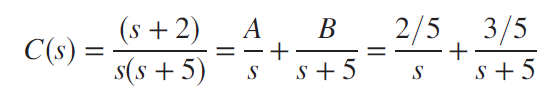 C(s) = (s + 2) / s(s + 5) = A / s + B / s + 5 = 2/5 / s + 3/5 / s + 5